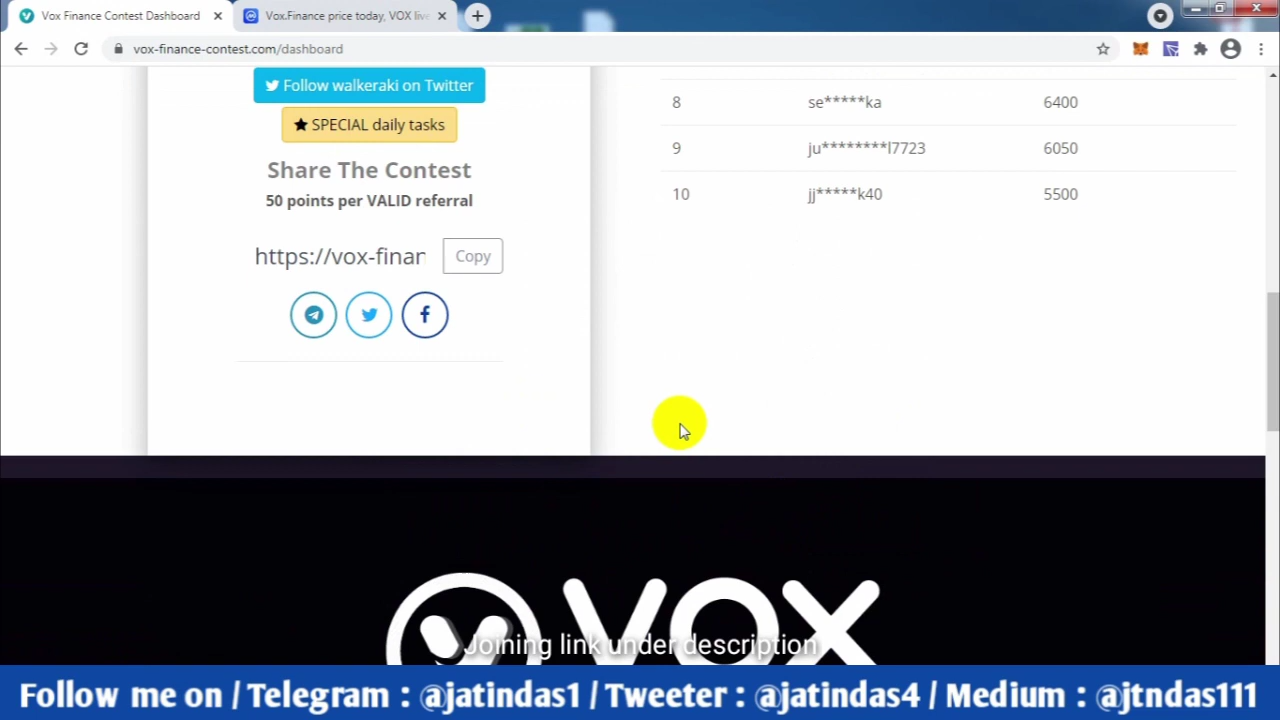 Vox Finance Contest Dashboard
Vox.Finance price today, VOX live
vox-finance-contest.com/dashboard
Follow walkeraki on Twitter
SPECIAL daily tasks
Share The Contest
50 points per VALID referral
https://vox-finan
Copy
8 se*****ka 6400
9 ju********l7723 6050
10 jj*****k40 5500
VOX
Joining link under description
Follow me on / Telegram : @jatindas1 / Tweeter : @jatindas4 / Medium : @jtndas111